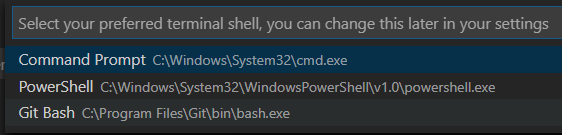 Select your preferred terminal shell, you can change this later in your settings
Command Prompt C:\Windows\System32\cmd.exe
PowerShell C:\Windows\System32\WindowsPowerShell\v1.0\powershell.exe
Git Bash C:\Program Files\Git\bin\bash.exe